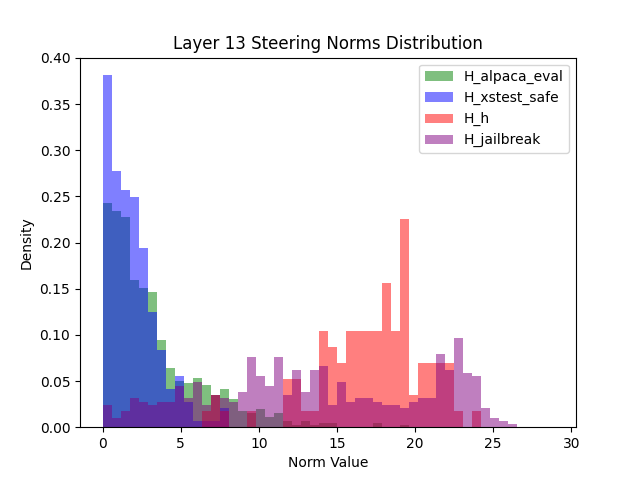 Layer 13 Steering Norms Distribution
H_alpaca_eval
H_xstest_safe
H_h
H_jailbreak
Density
0.40
0.35
0.30
0.25
0.20
0.15
0.10
0.05
0.00
0 5 10 15 20 25 30
Norm Value